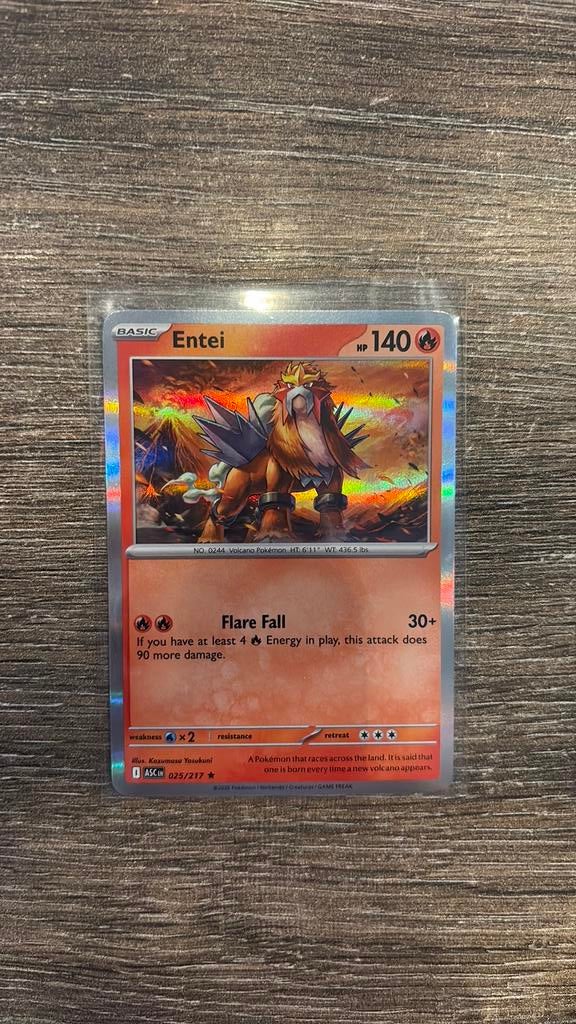 BASIC Entei HP 140
NO. 0244 Volcano Pokémon HT: 6'11" WT: 436.5 lbs
Flare Fall 30+
If you have at least 4 Energy in play, this attack does
90 more damage.
weakness ×2 resistance retreat
Illus. Kazumasa Yasukuni
A Pokémon that races across the land. It is said that
one is born every time a new volcano appears.
I ASC EN 025/217 ★
©2026 Pokémon / Nintendo / Creatures / GAME FREAK